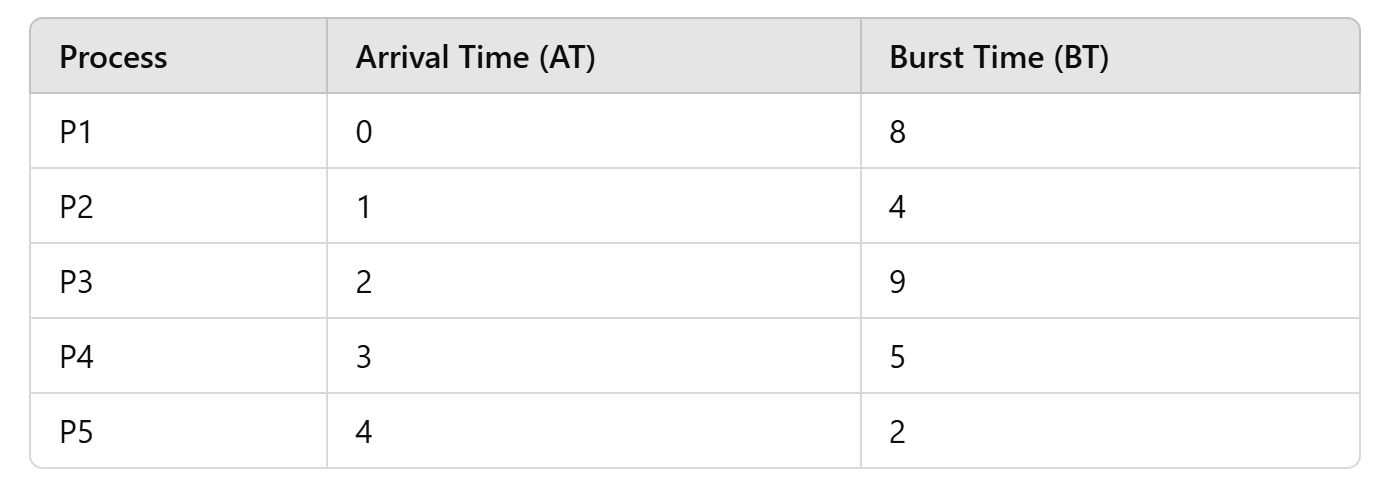 Process Arrival Time (AT) Burst Time (BT)
P1 0 8
P2 1 4
P3 2 9
P4 3 5
P5 4 2